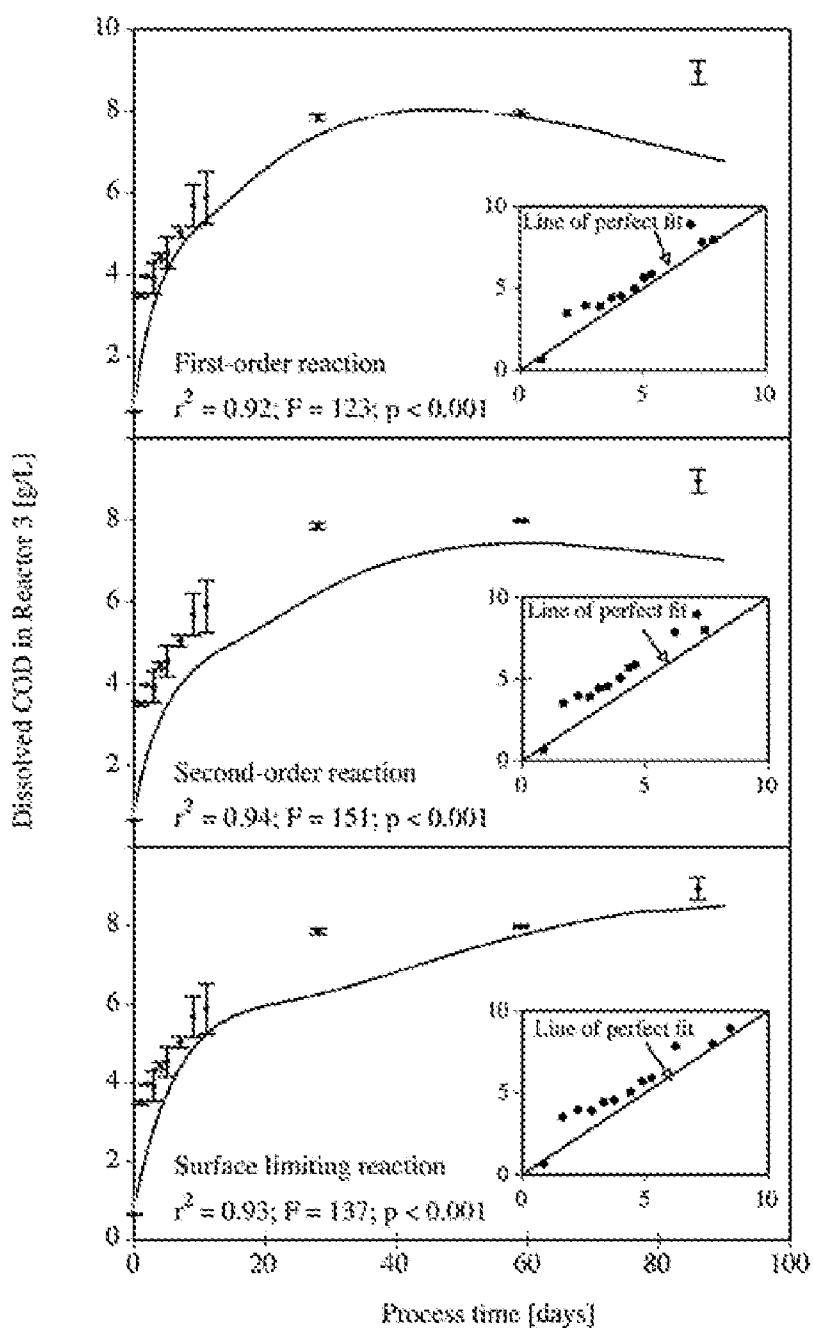 Dissolved COD in Reactor 3 [g/L]
10
8
6
4
2
10
Line of perfect fit
5
0
0 5 10
First-order reaction
r² = 0.92; F = 123; p < 0.001
8
6
4
2
10
Line of perfect fit
5
0
0 5 10
Second-order reaction
r² = 0.94; F = 151; p < 0.001
8
6
4
2
0
10
Line of perfect fit
5
0
0 5 10
Surface limiting reaction
r² = 0.93; F = 137; p < 0.001
0 20 40 60 80 100
Process time [days]